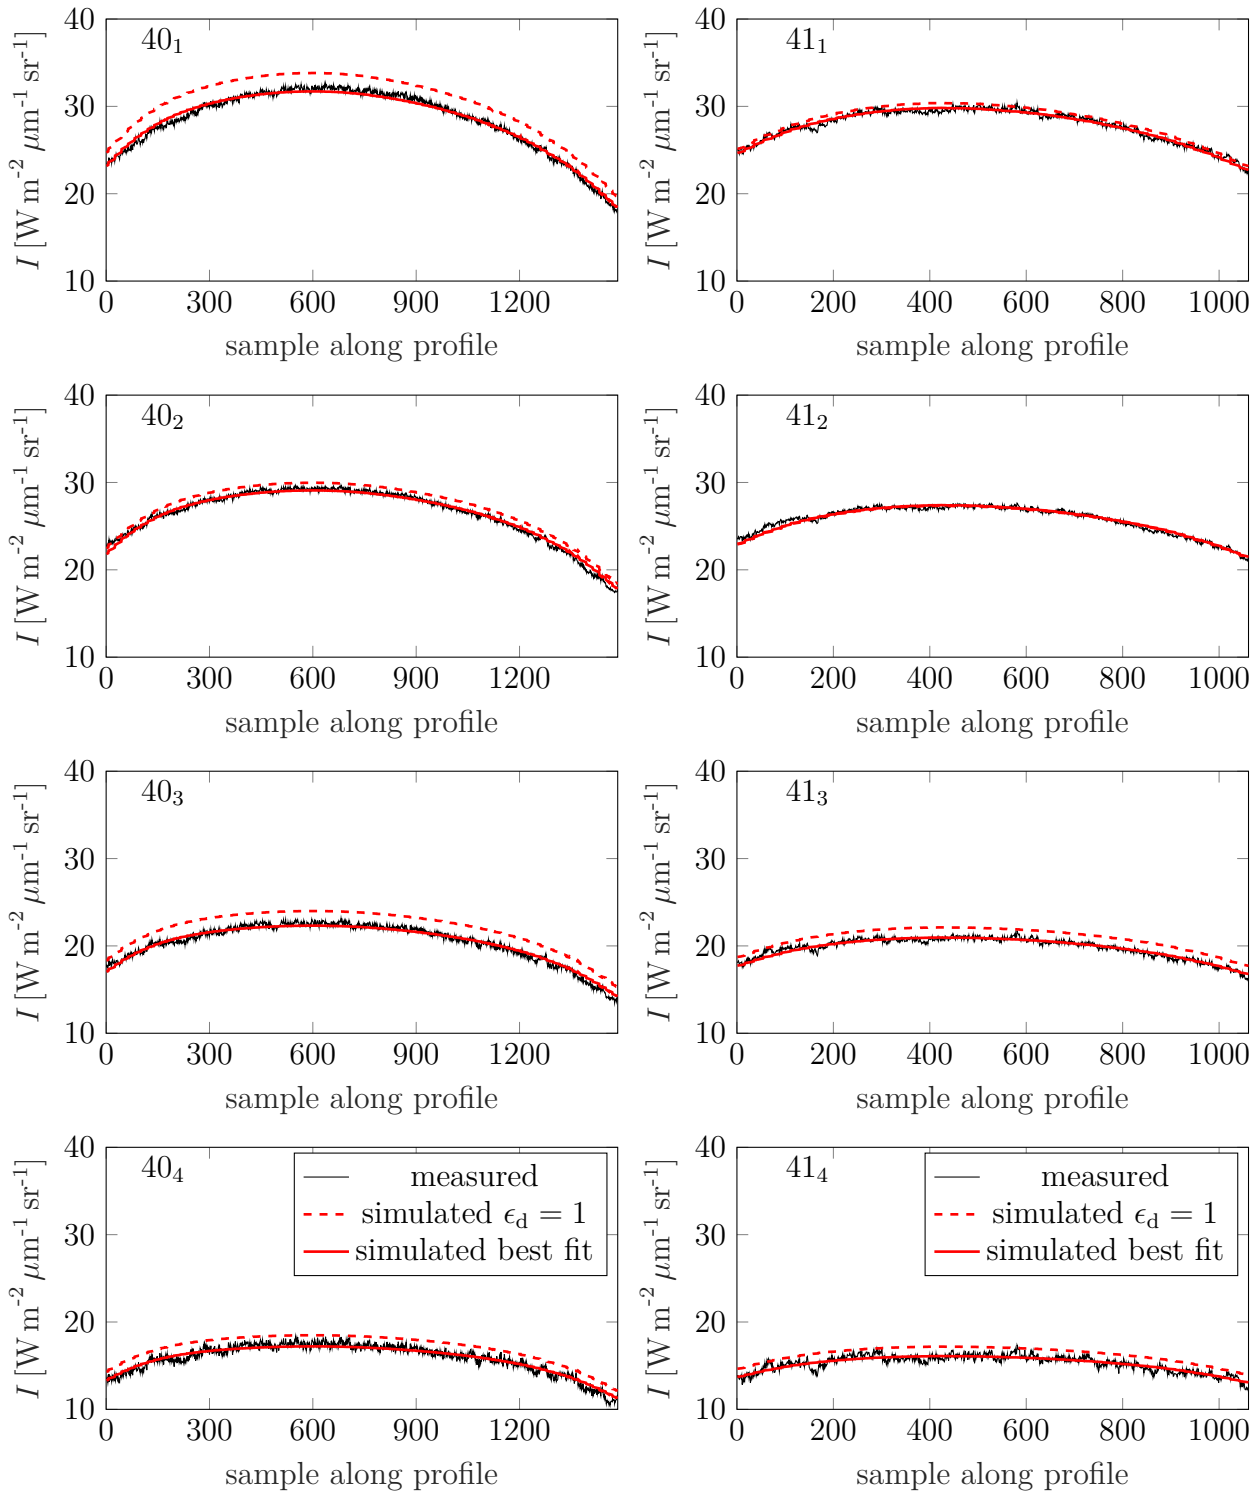 40
30
20
10
I [W m-2 μm-1 sr-1]
40₁
0 300 600 900 1200
sample along profile
40
30
20
10
I [W m-2 μm-1 sr-1]
41₁
0 200 400 600 800 1000
sample along profile
40
30
20
10
I [W m-2 μm-1 sr-1]
40₂
0 300 600 900 1200
sample along profile
40
30
20
10
I [W m-2 μm-1 sr-1]
41₂
0 200 400 600 800 1000
sample along profile
40
30
20
10
I [W m-2 μm-1 sr-1]
40₃
0 300 600 900 1200
sample along profile
40
30
20
10
I [W m-2 μm-1 sr-1]
41₃
0 200 400 600 800 1000
sample along profile
40
30
20
10
I [W m-2 μm-1 sr-1]
40₄
measured
simulated ϵd = 1
simulated best fit
0 300 600 900 1200
sample along profile
40
30
20
10
I [W m-2 μm-1 sr-1]
41₄
measured
simulated ϵd = 1
simulated best fit
0 200 400 600 800 1000
sample along profile